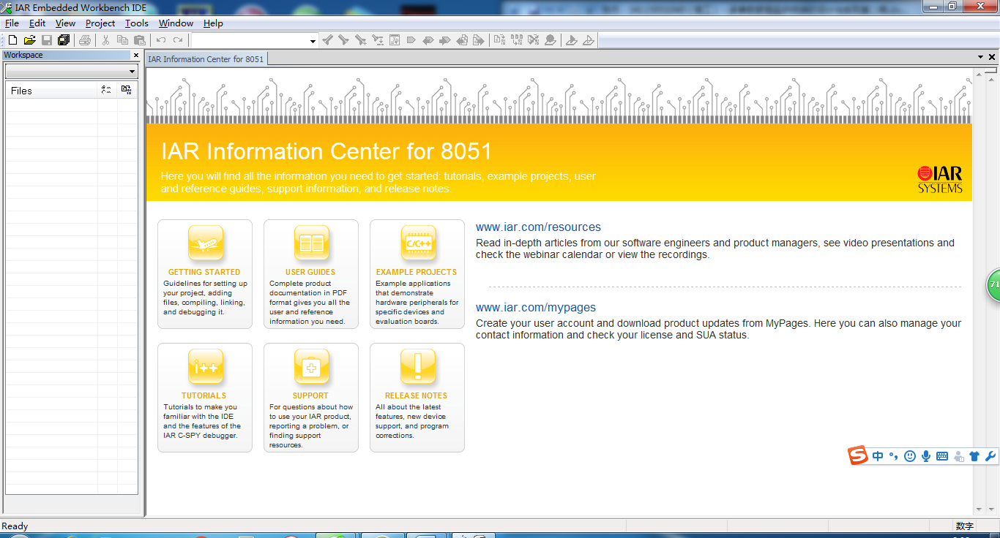 IAR Embedded Workbench IDE
File Edit View Project Tools Window Help
Workspace
IAR Information Center for 8051
Files
IAR Information Center for 8051
Here you will find all the information you need to get started: tutorials, example projects, user
and reference guides, support information, and release notes.
IAR
SYSTEMS
GETTING STARTED
Guidelines for setting up
your project, adding
files, compiling, linking,
and debugging it.
USER GUIDES
Complete product
documentation in PDF
format gives you all the
user and reference
information you need.
C/C++
EXAMPLE PROJECTS
Example applications
that demonstrate
hardware peripherals for
specific devices and
evaluation boards.
www.iar.com/resources
Read in-depth articles from our software engineers and product managers, see video presentations and
check the webinar calendar or view the recordings.
71
www.iar.com/mypages
Create your user account and download product updates from MyPages. Here you can also manage your
contact information and check your license and SUA status.
i++
TUTORIALS
Tutorials to make you
familiar with the IDE
and the features of the
IAR C-SPY debugger.
SUPPORT
For questions about how
to use your IAR product,
reporting a problem, or
finding support
resources.
!
RELEASE NOTES
All about the latest
features, new device
support, and program
corrections.
S 中
Ready
数字